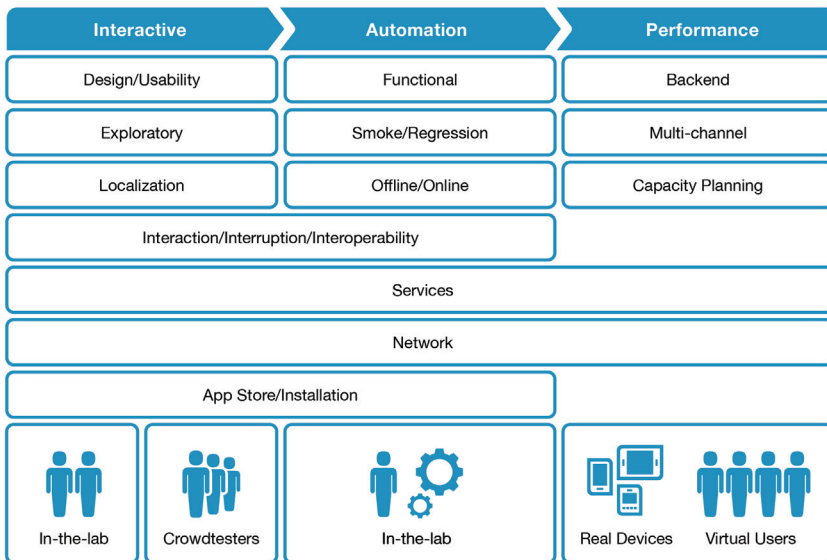 Interactive
Automation
Performance
Design/Usability
Functional
Backend
Exploratory
Smoke/Regression
Multi-channel
Localization
Offline/Online
Capacity Planning
Interaction/Interruption/Interoperability
Services
Network
App Store/Installation
In-the-lab
Crowdtesters
In-the-lab
Real Devices
Virtual Users